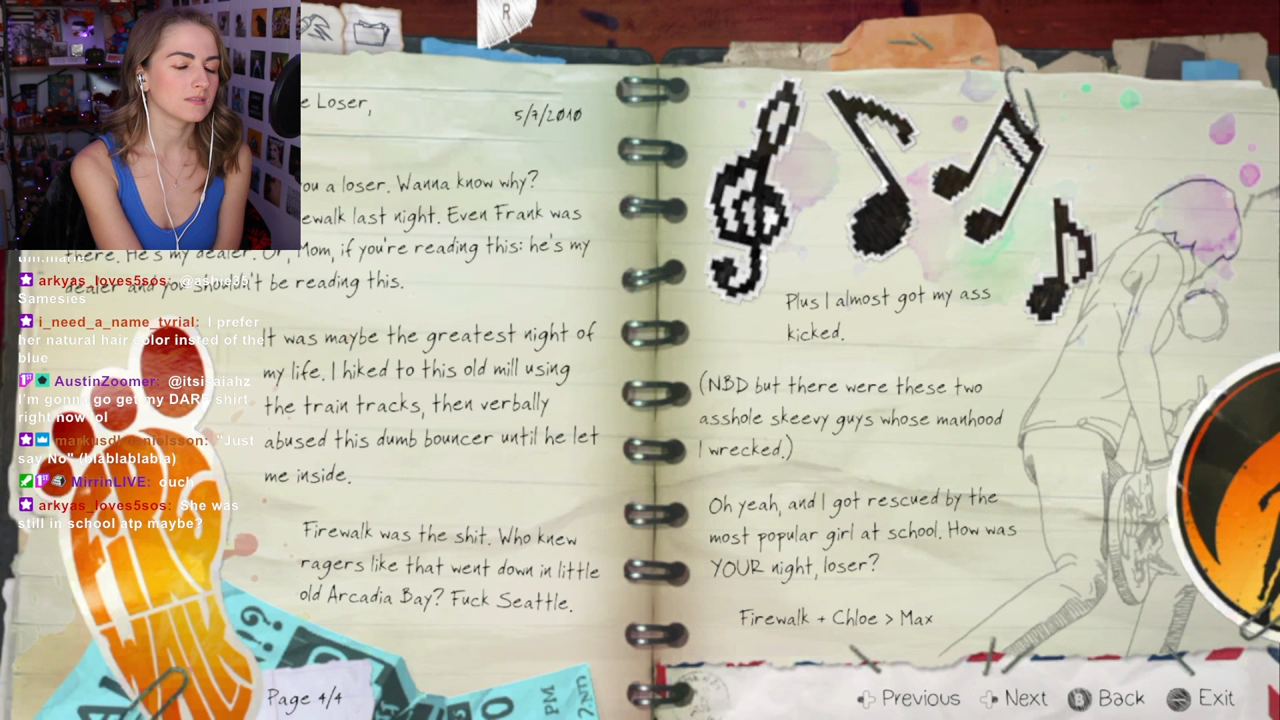 R
e Loser,
5/7/2010
ou a loser. Wanna know why?
ewalk last night. Even Frank was
there. He's my dealer. Or, Mom, if you're reading this: he's my
dealer and you shouldn't be reading this.
It was maybe the greatest night of
my life. I hiked to this old mill using
the train tracks, then verbally
abused this dumb bouncer until he let
me inside.
Firewalk was the shit. Who knew
ragers like that went down in little
old Arcadia Bay? Fuck Seattle.
Page 4/4
PM
Plus I almost got my ass
kicked.
(NBD but there were these two
asshole skeevy guys whose manhood
I wrecked.)
Oh yeah, and I got rescued by the
most popular girl at school. How was
YOUR night, loser?
Firewalk + Chloe > Max
Previous
Next
Back
Exit
arkyas_loves5sos:
Samesies
i_need_a_name_tyrial: I prefer
her natural hair color insted of the
blue
AustinZoomer: @itsisaiahz
I'm gonna go get my DARE shirt
right now lol
"Just
say No" (blablablabla)
MirrinLIVE: ouch
arkyas_loves5sos: She was
still in school atp maybe?